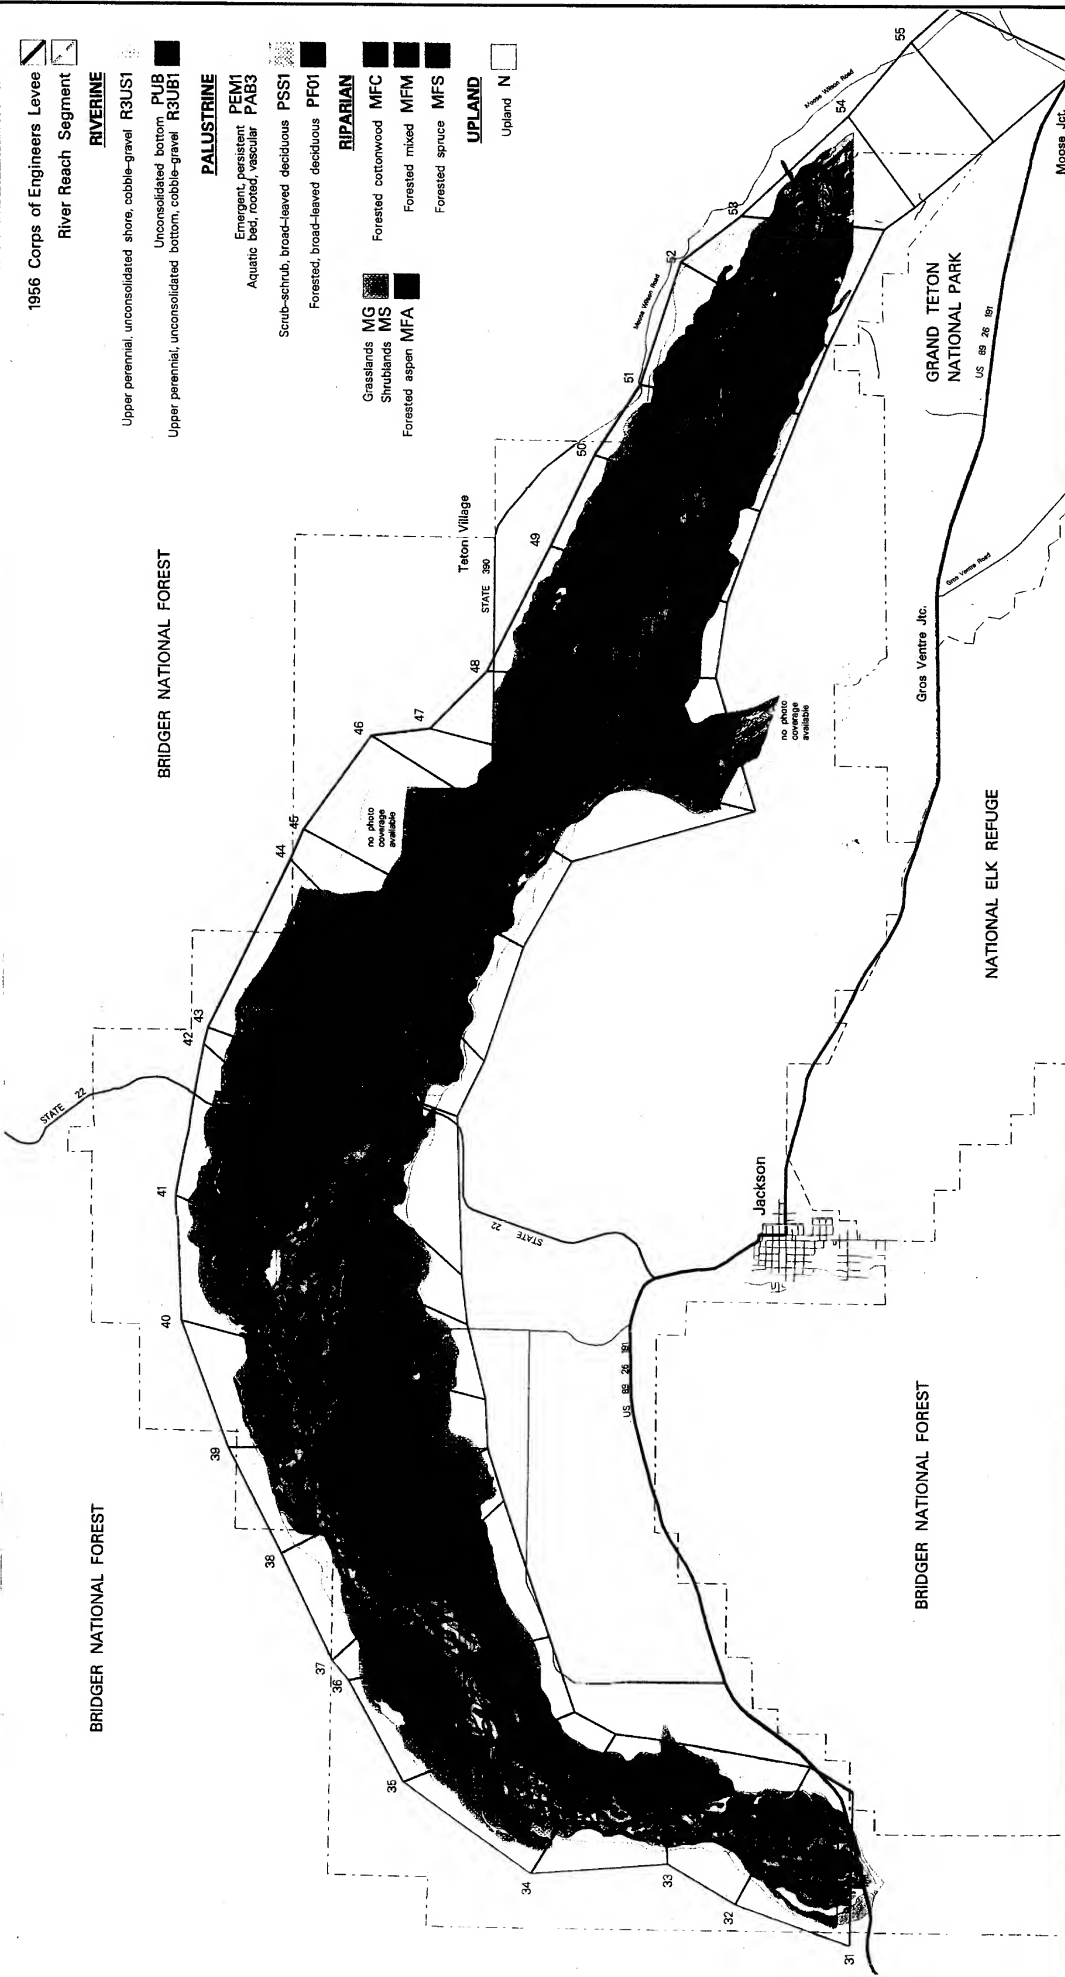 1956 Corps of Engineers Levee
River Reach Segment
RIVERINE
Upper perennial, unconsolidated shore, cobble-gravel R3US1
Unconsolidated bottom PUB
Upper perennial, unconsolidated bottom, cobble-gravel R3UB1
PALUSTRINE
Emergent, persistent PEM1
Aquatic bed, rooted, vascular PAB3
Scrub-schrub, broad-leaved deciduous PSS1
Forested, broad-leaved deciduous PF01
RIPARIAN
Grasslands MG
Shrublands MS
Forested aspen MFA
Forested cottonwood MFC
Forested mixed MFM
Forested spruce MFS
UPLAND
Upland N
BRIDGER NATIONAL FOREST
BRIDGER NATIONAL FOREST
STATE 22
31
32
33
34
35
36
37
38
39
40
41
42
43
44
45
46
47
48
49
50
51
52
53
54
55
no photo
coverage
available
Teton Village
STATE 390
Moose Wilson Road
Moose Wilson Road
no photo
coverage
available
GRAND TETON
NATIONAL PARK
US 89 26 191
Moose Jct.
Gros Ventre Road
Gros Ventre Jtc.
NATIONAL ELK REFUGE
Jackson
STATE 22
US 89 26 191
BRIDGER NATIONAL FOREST